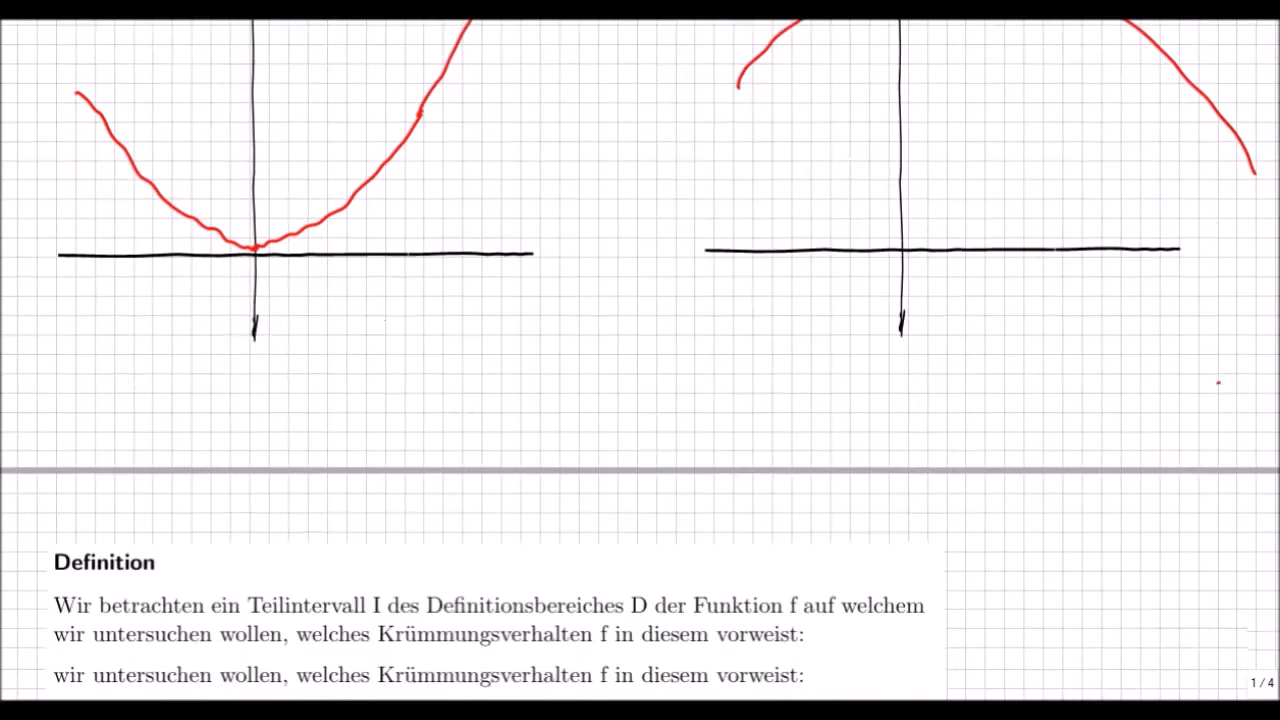 Definition
Wir betrachten ein Teilintervall I des Definitionsbereiches D der Funktion f auf welchem
wir untersuchen wollen, welches Krümmungsverhalten f in diesem vorweist:
wir untersuchen wollen, welches Krümmungsverhalten f in diesem vorweist:
1 / 4